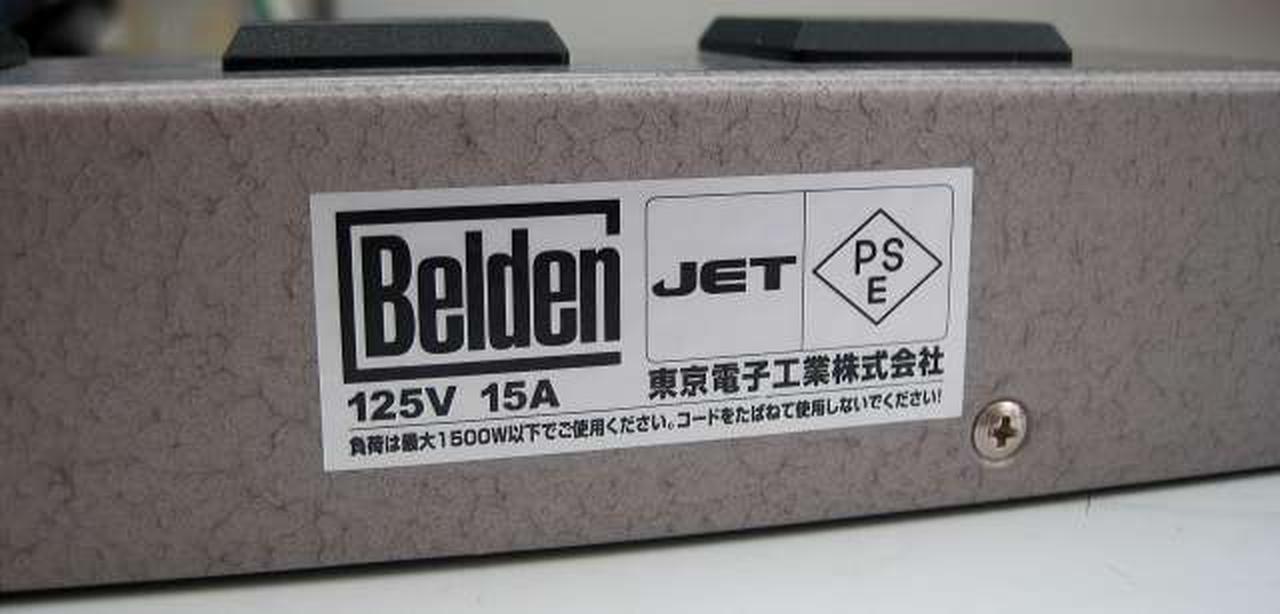 Belden
JET
PS
E
125V 15A
東京電子工業株式会社
負荷は最大1500W以下でご使用ください。コードをたばねて使用しないでください!